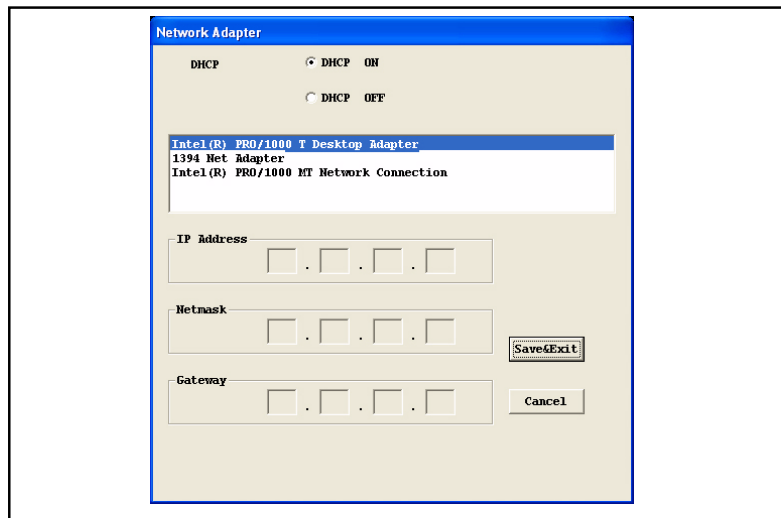 Network Adapter
DHCP DHCP ON
DHCP OFF
Intel(R) PRO/1000 T Desktop Adapter
1394 Net Adapter
Intel(R) PRO/1000 MT Network Connection
IP Address
. . .
Netmask
. . .
Save&Exit
Gateway
. . .
Cancel